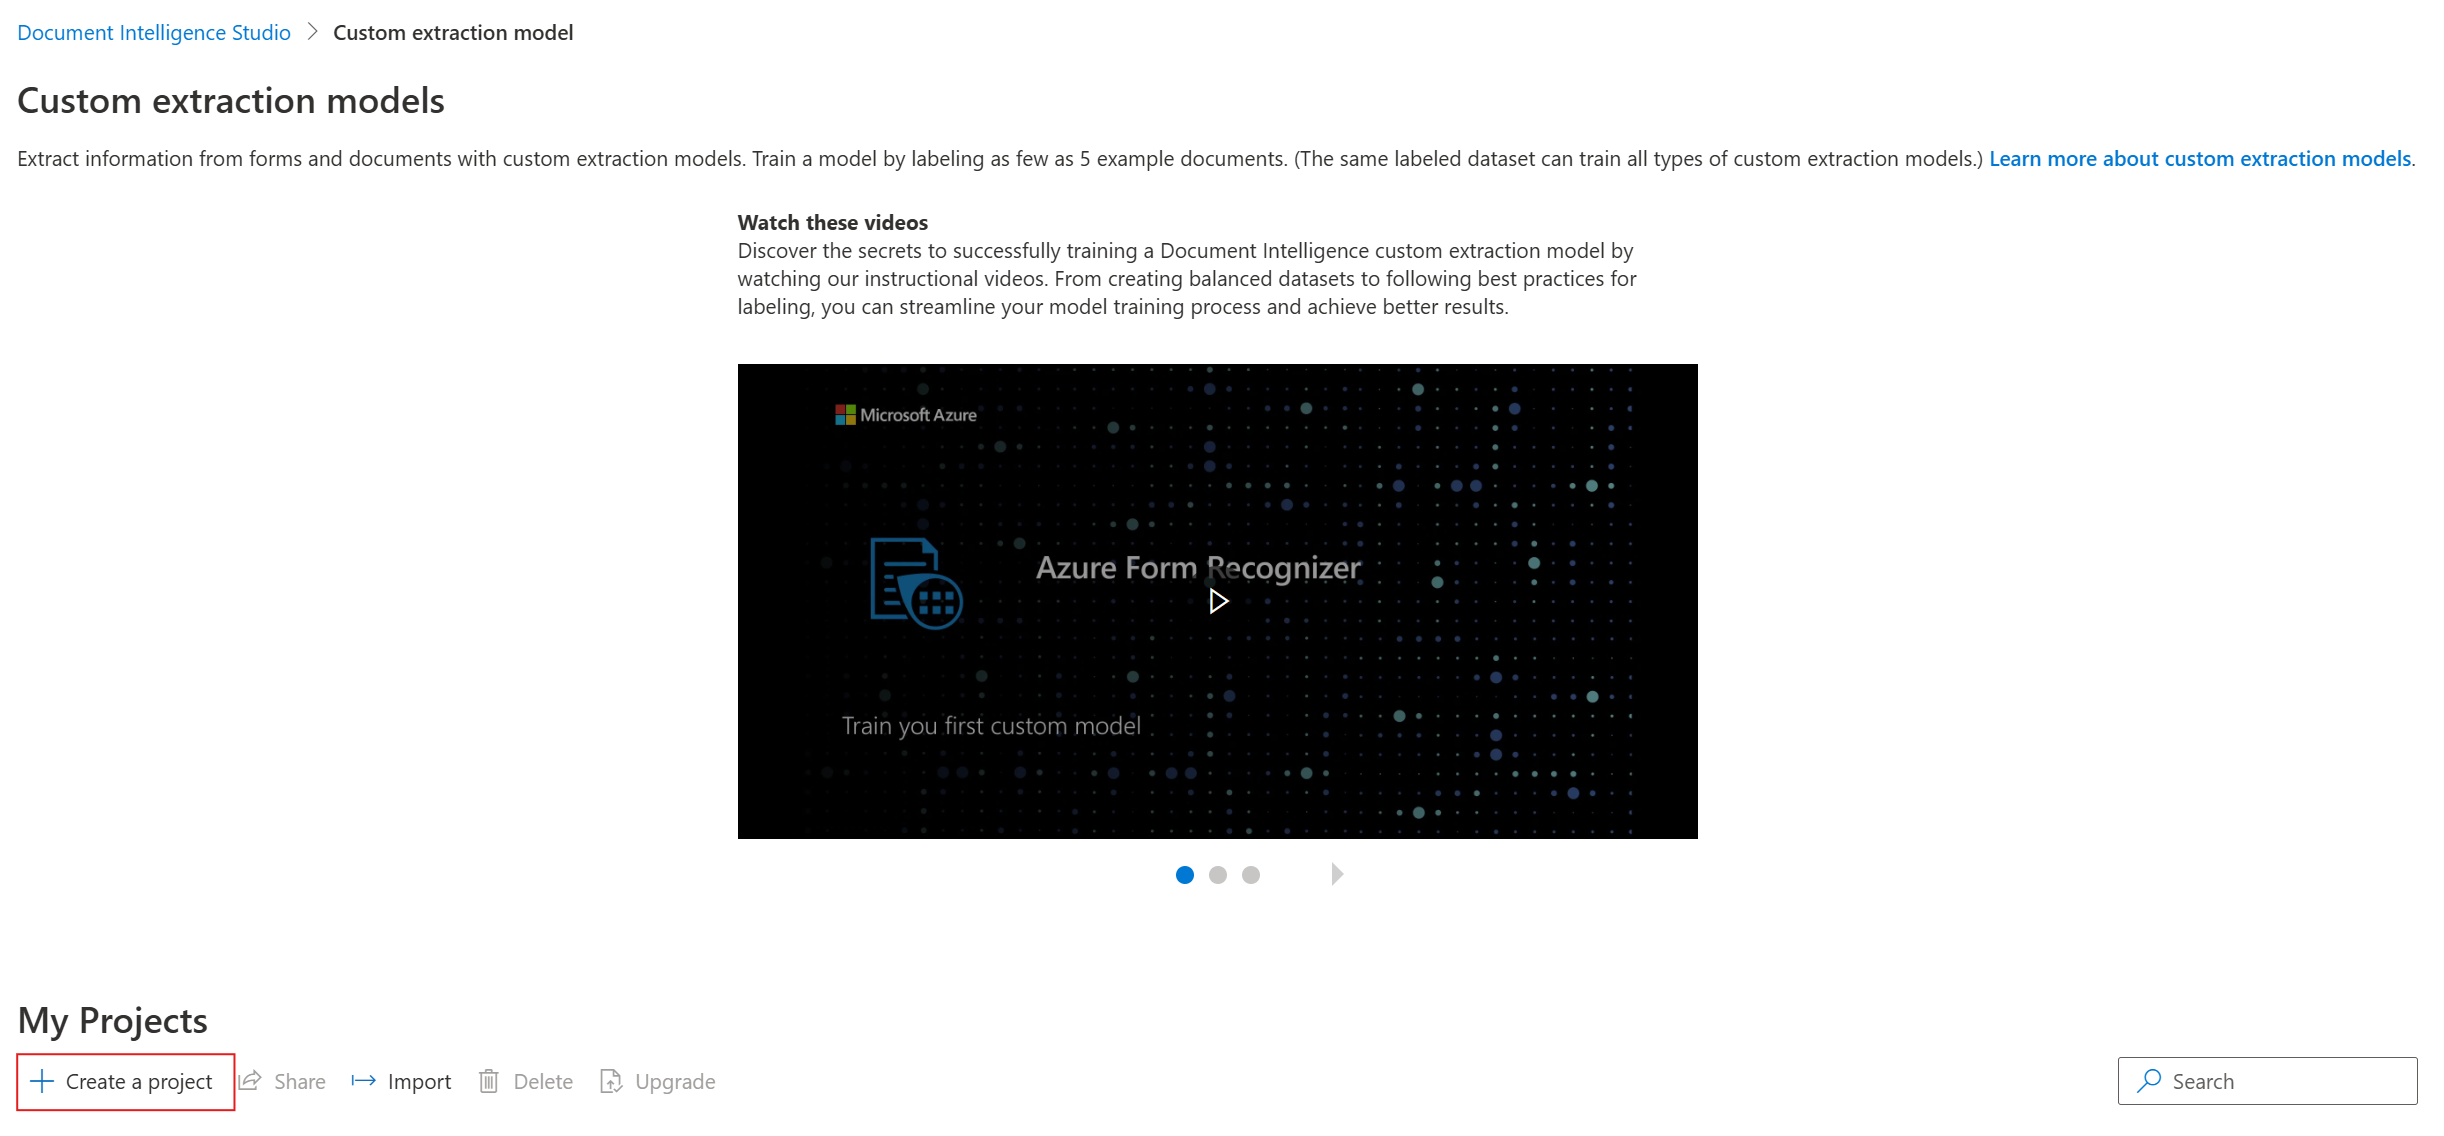 Document Intelligence Studio > Custom extraction model
Custom extraction models
Extract information from forms and documents with custom extraction models. Train a model by labeling as few as 5 example documents. (The same labeled dataset can train all types of custom extraction models.) Learn more about custom extraction models.
Watch these videos
Discover the secrets to successfully training a Document Intelligence custom extraction model by
watching our instructional videos. From creating balanced datasets to following best practices for
labeling, you can streamline your model training process and achieve better results.
Microsoft Azure
Azure Form Recognizer
Train you first custom model
My Projects
Create a project Share Import Delete Upgrade Search